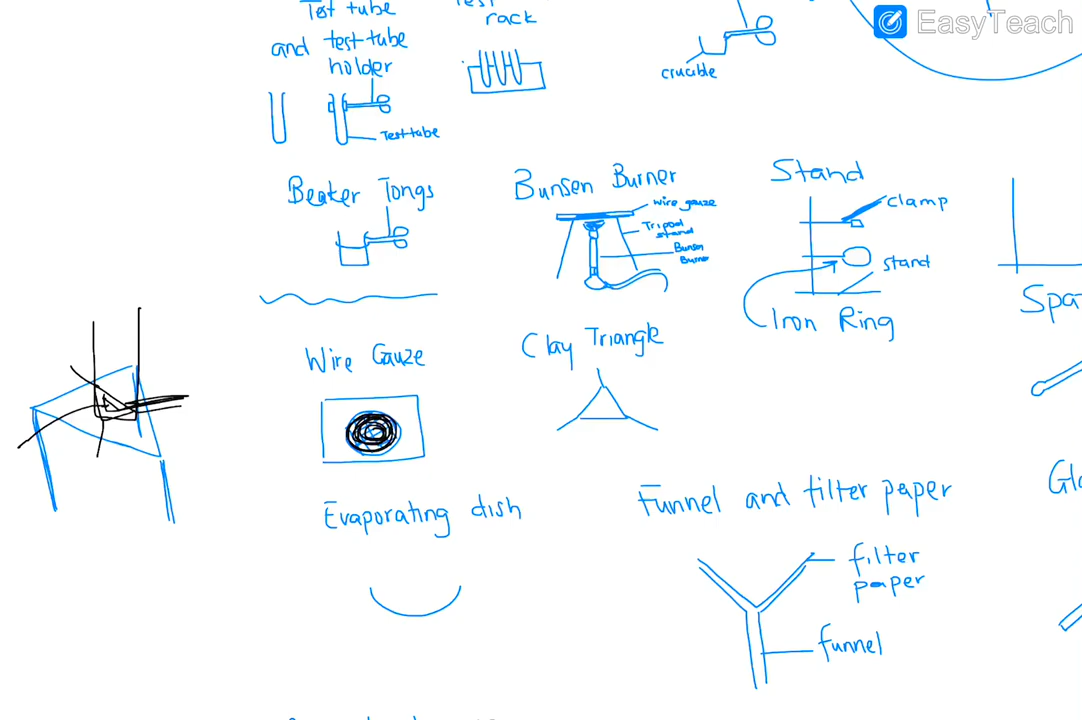 Test tube
and test-tube
holder
Test-tube
rack
crucible
EasyTeach
Beaker Tongs
Bunsen Burner
wire gauze
Tripod
stand
Bunsen
Burner
Stand
clamp
stand
Iron Ring
Wire Gauze
Clay Triangle
Evaporating dish
Funnel and filter paper
filter
paper
funnel